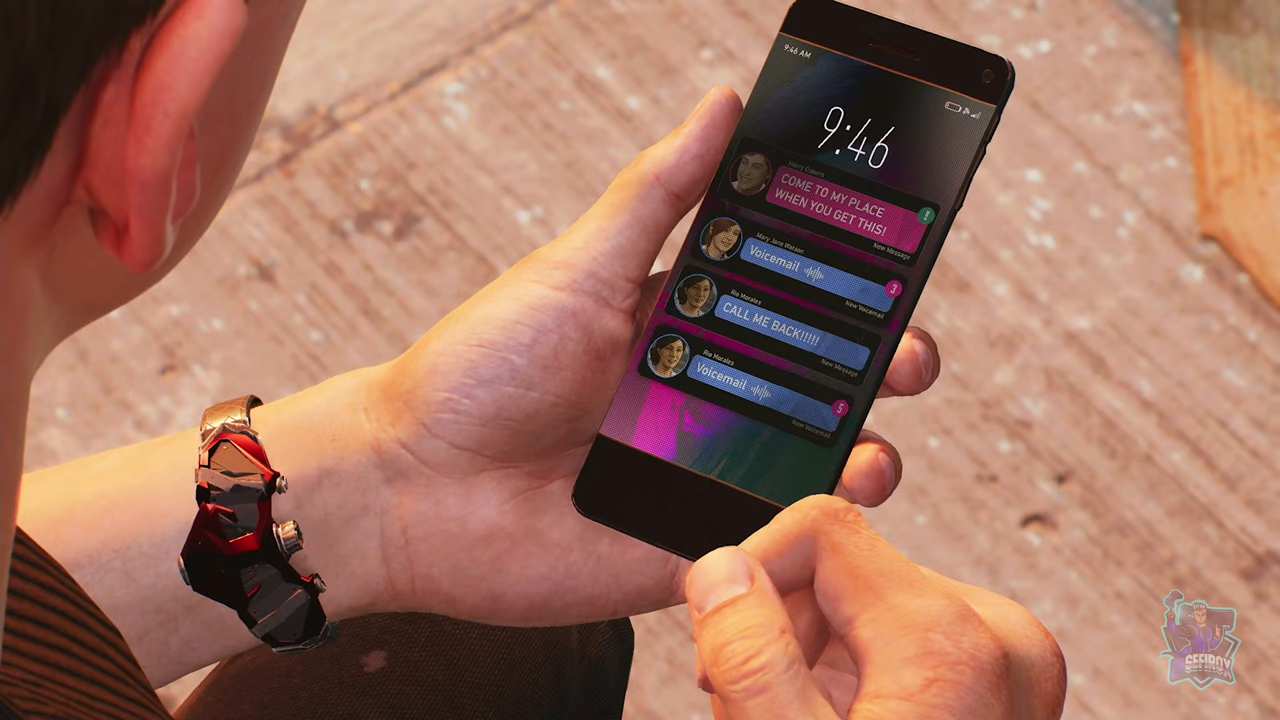 9:46 AM
9:46
Harry Osborn
COME TO MY PLACE
WHEN YOU GET THIS!
!
New Message
Mary Jane Watson
Voicemail
3
New Voicemail
Rio Morales
CALL ME BACK!!!!!
New Message
Rio Morales
Voicemail
5
New Voicemail
SEFIROX